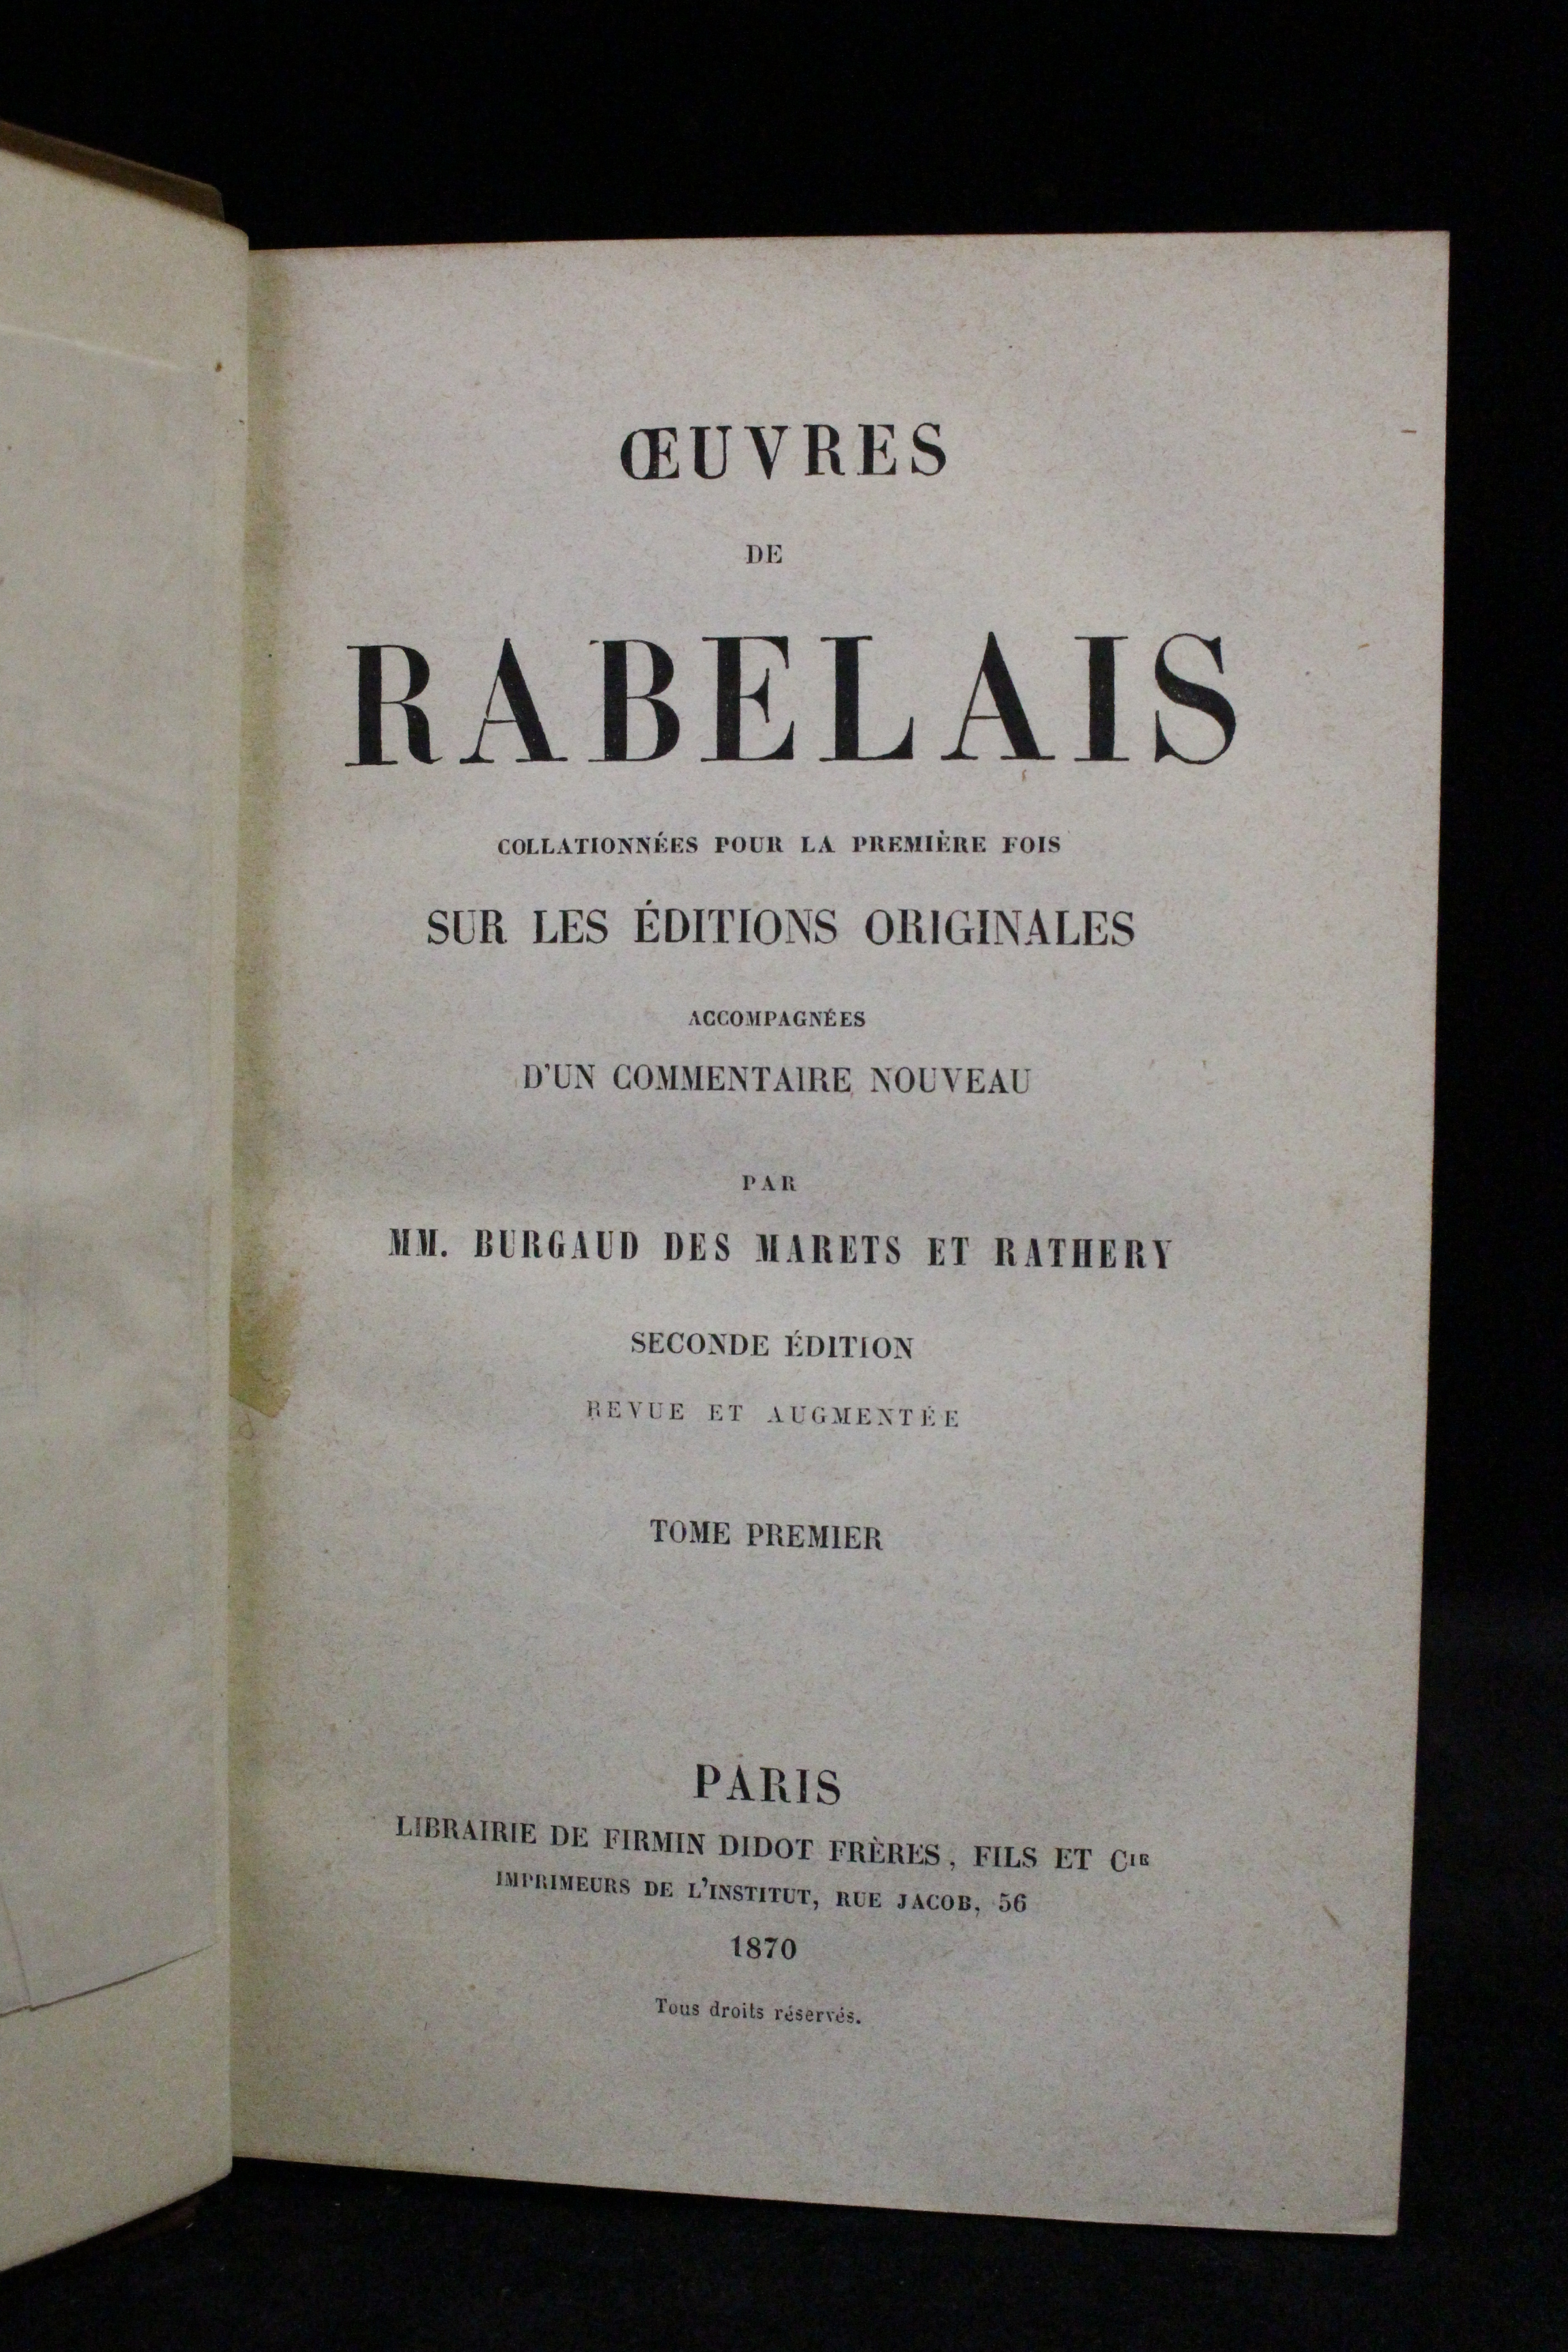 ŒUVRES
DE
RABELAIS
COLLATIONNÉES POUR LA PREMIÈRE FOIS
SUR LES ÉDITIONS ORIGINALES
ACCOMPAGNÉES
D'UN COMMENTAIRE NOUVEAU
PAR
MM. BURGAUD DES MARETS ET RATHERY
SECONDE ÉDITION
REVUE ET AUGMENTÉE
TOME PREMIER
PARIS
LIBRAIRIE DE FIRMIN DIDOT FRÈRES, FILS ET CIE
IMPRIMEURS DE L'INSTITUT, RUE JACOB, 56
1870
Tous droits réservés.